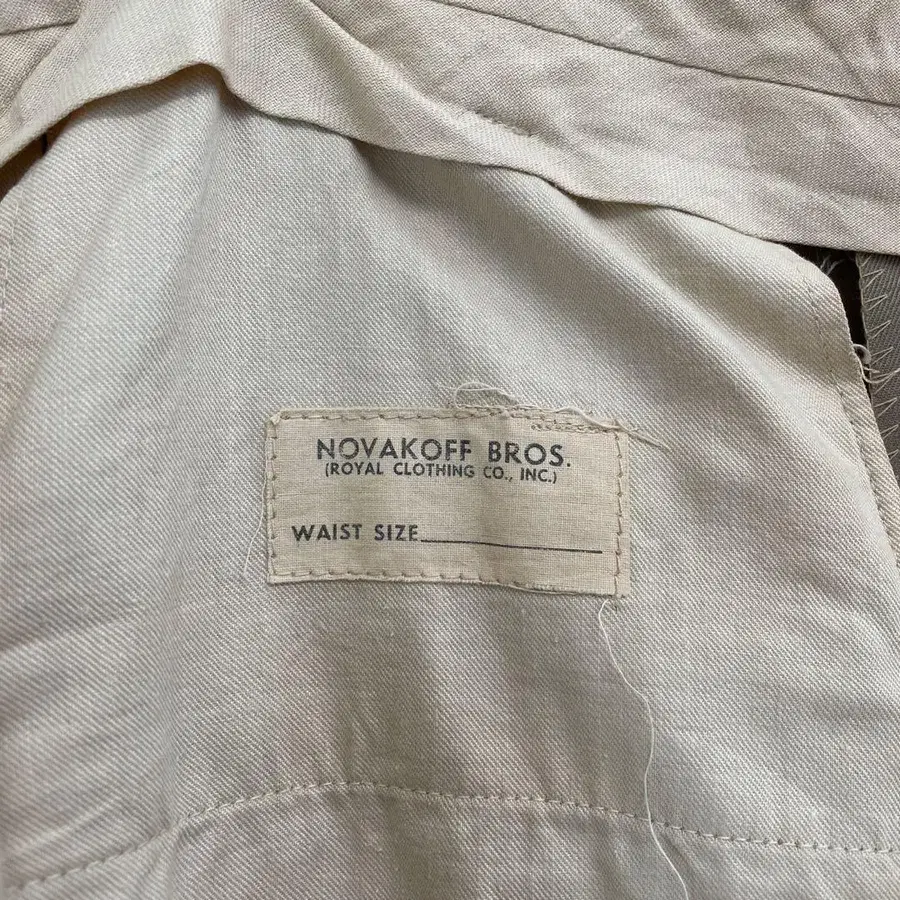 NOVAKOFF BROS.
(ROYAL CLOTHING CO., INC.)
WAIST SIZE